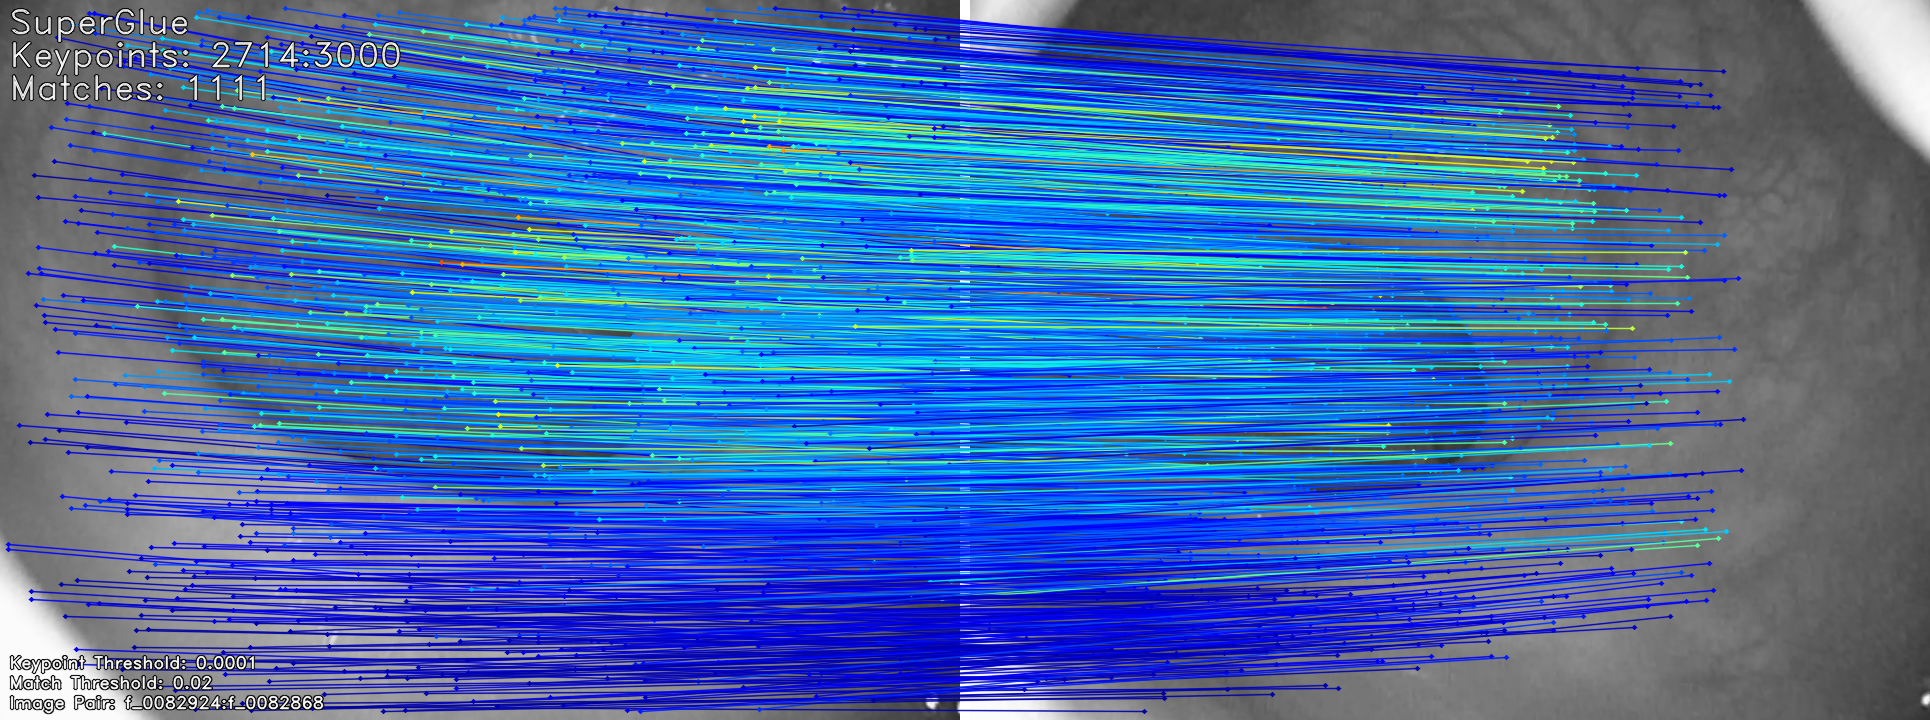 SuperGlue
Keypoints: 2714:3000
Matches: 1111
Keypoint Threshold: 0.0001
Match Threshold: 0.02
Image Pair: f_0082924:f_0082868